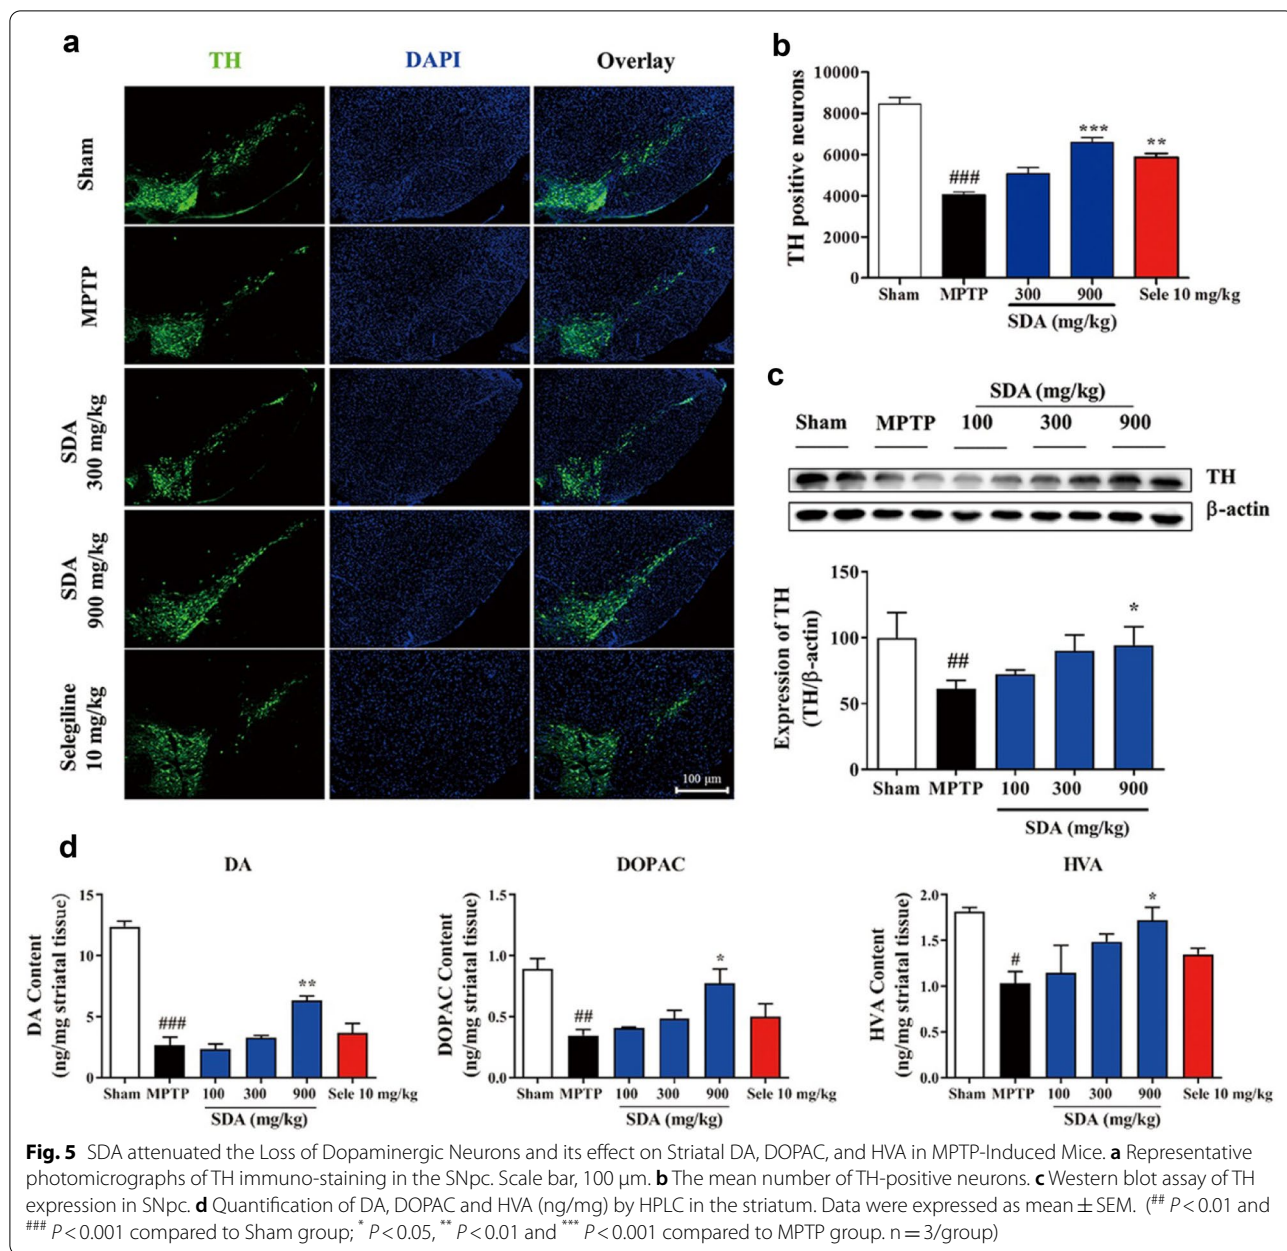 a
TH DAPI Overlay
Sham
MPTP
SDA
300 mg/kg
SDA
900 mg/kg
Selegiline
10 mg/kg
100 μm
b
TH positive neurons
10000
8000
6000
4000
2000
0
###
***
**
Sham MPTP 300 900 Sele 10 mg/kg
SDA (mg/kg)
c
SDA (mg/kg)
Sham MPTP 100 300 900
TH
β-actin
Expression of TH
(TH/β-actin)
150
100
50
0
##
*
Sham MPTP 100 300 900
SDA (mg/kg)
d
DA
DA Content
(ng/mg striatal tissue)
15
10
5
0
###
**
Sham MPTP 100 300 900 Sele 10 mg/kg
SDA (mg/kg)
DOPAC
DOPAC Content
(ng/mg striatal tissue)
1.5
1.0
0.5
0.0
##
*
Sham MPTP 100 300 900 Sele 10 mg/kg
SDA (mg/kg)
HVA
HVA Content
(ng/mg striatal tissue)
2.0
1.5
1.0
0.5
0.0
#
*
Sham MPTP 100 300 900 Sele 10 mg/kg
SDA (mg/kg)
Fig. 5 SDA attenuated the Loss of Dopaminergic Neurons and its effect on Striatal DA, DOPAC, and HVA in MPTP-Induced Mice. a Representative
photomicrographs of TH immuno-staining in the SNpc. Scale bar, 100 μm. b The mean number of TH-positive neurons. c Western blot assay of TH
expression in SNpc. d Quantification of DA, DOPAC and HVA (ng/mg) by HPLC in the striatum. Data were expressed as mean ± SEM. (## P < 0.01 and
### P < 0.001 compared to Sham group; * P < 0.05, ** P < 0.01 and *** P < 0.001 compared to MPTP group. n = 3/group)